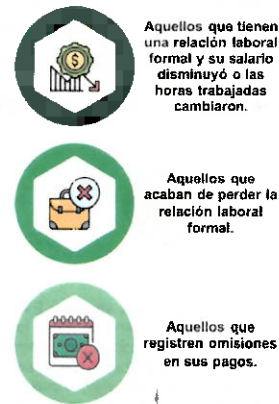 Aquellos que tienen
una relación laboral
formal y su salario
disminuyó o las
horas trabajadas
cambiaron.
Aquellos que
acaban de perder la
relación laboral
formal.
Aquellos que
registren omisiones
en sus pagos.